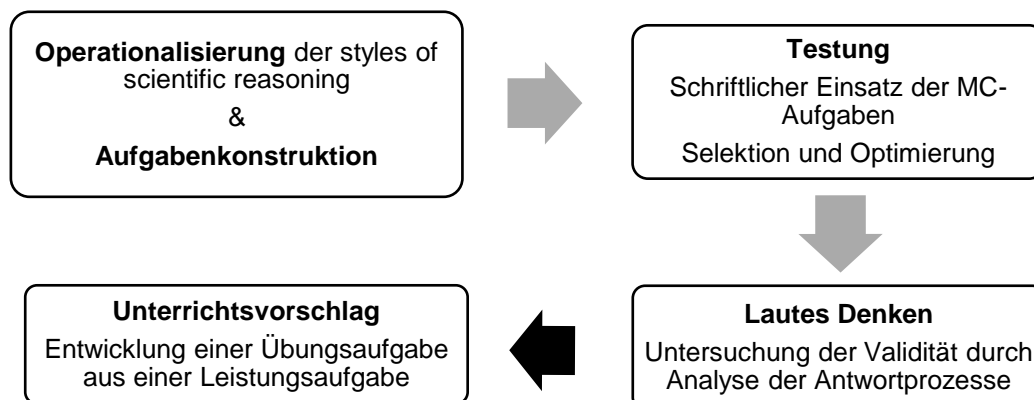 Operationalisierung der styles of
scientific reasoning
&
Aufgabenkonstruktion
Testung
Schriftlicher Einsatz der MC-
Aufgaben
Selektion und Optimierung
Unterrichtsvorschlag
Entwicklung einer Übungsaufgabe
aus einer Leistungsaufgabe
Lautes Denken
Untersuchung der Validität durch
Analyse der Antwortprozesse